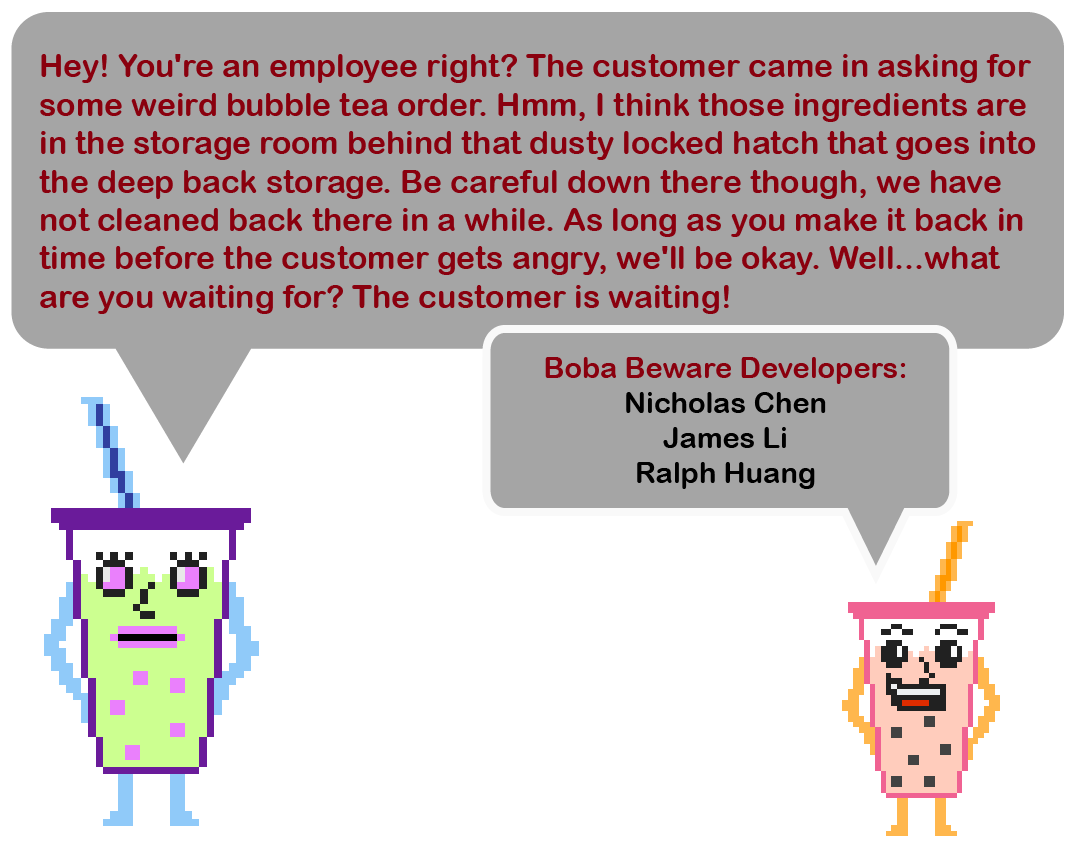 Hey! You're an employee right? The customer came in asking for
some weird bubble tea order. Hmm, I think those ingredients are
in the storage room behind that dusty locked hatch that goes into
the deep back storage. Be careful down there though, we have
not cleaned back there in a while. As long as you make it back in
time before the customer gets angry, we'll be okay. Well...what
are you waiting for? The customer is waiting!
Boba Beware Developers:
Nicholas Chen
James Li
Ralph Huang